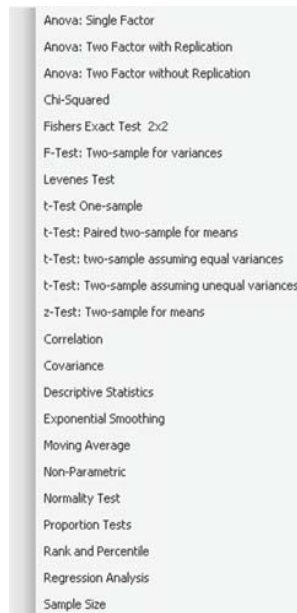 Anova: Single Factor
Anova: Two Factor with Replication
Anova: Two Factor without Replication
Chi-Squared
Fishers Exact Test 2x2
F-Test: Two-sample for variances
Levenes Test
t-Test One-sample
t-Test: Paired two-sample for means
t-Test: two-sample assuming equal variances
t-Test: Two-sample assuming unequal variances
z-Test: Two-sample for means
Correlation
Covariance
Descriptive Statistics
Exponential Smoothing
Moving Average
Non-Parametric
Normality Test
Proportion Tests
Rank and Percentile
Regression Analysis
Sample Size